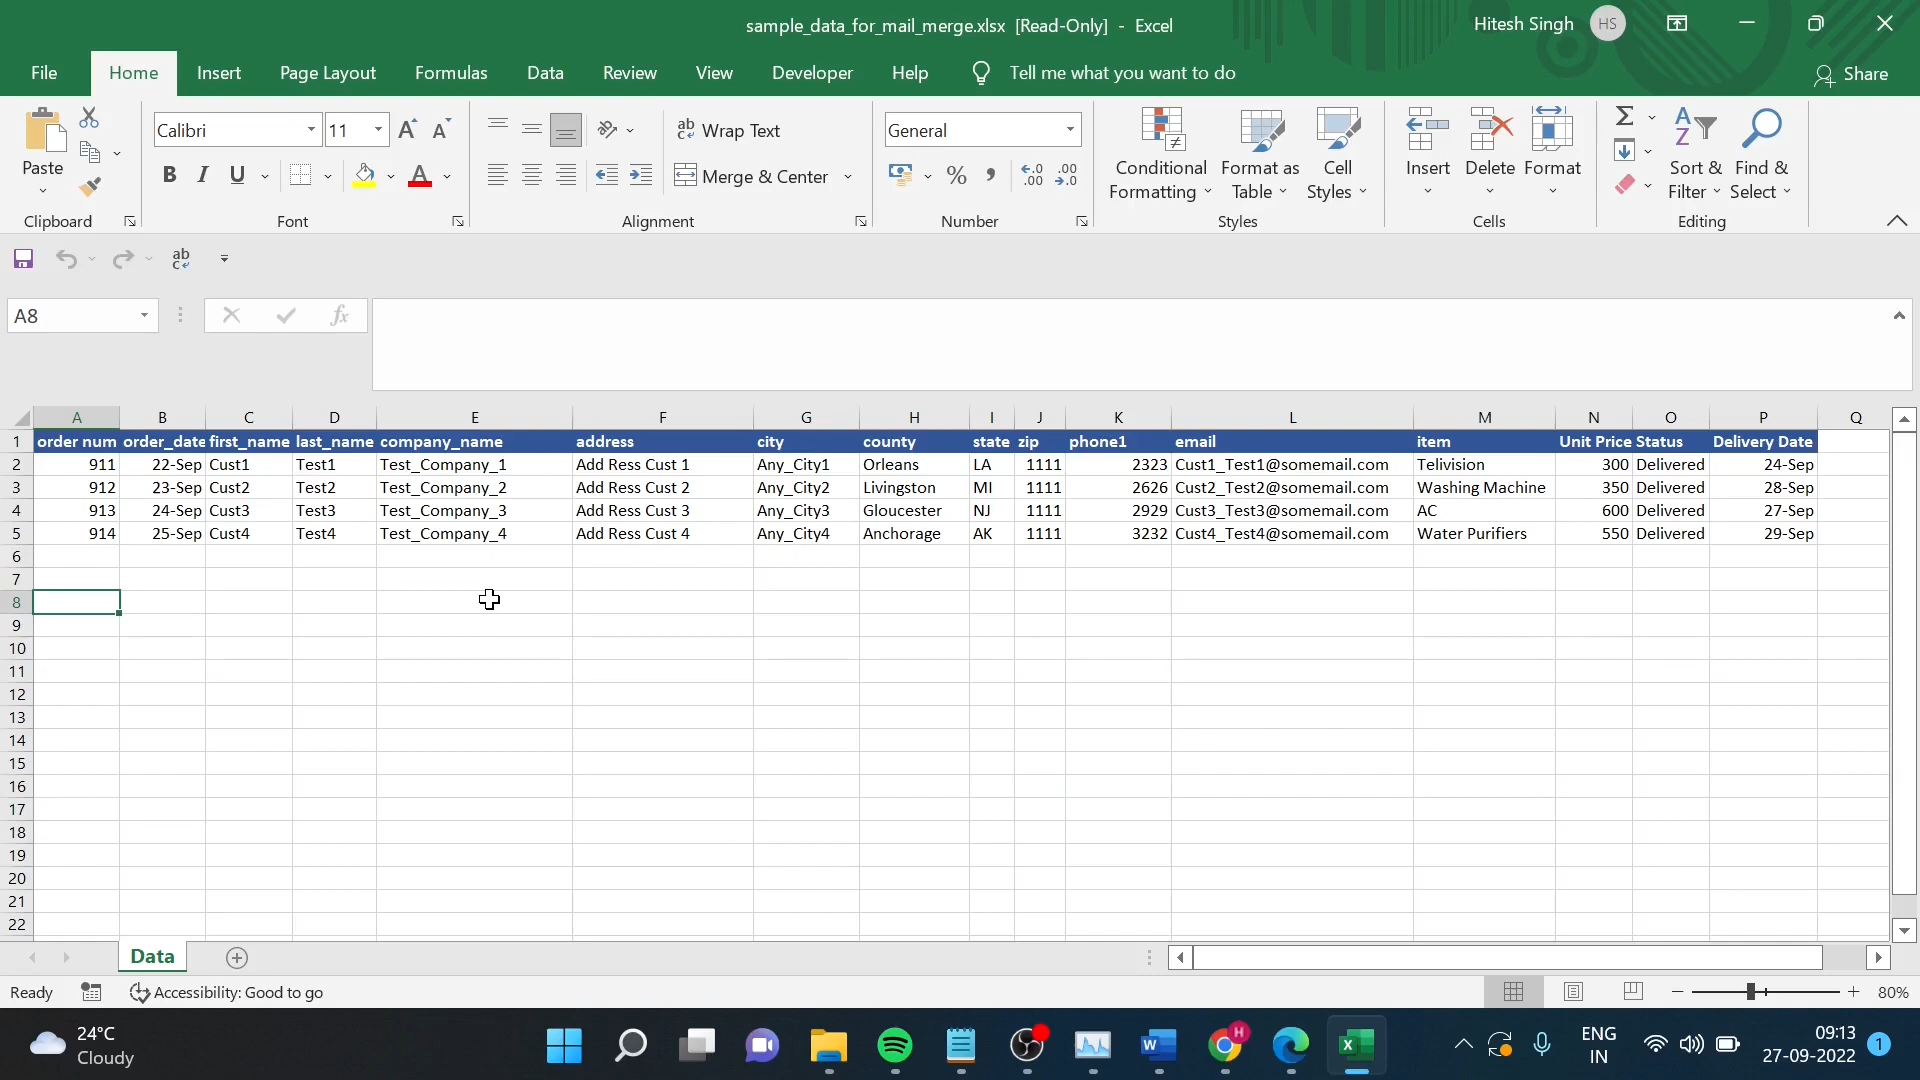 sample_data_for_mail_merge.xlsx [Read-Only] - Excel
Hitesh Singh HS
File Home Insert Page Layout Formulas Data Review View Developer Help Tell me what you want to do Share
Paste
Clipboard
Calibri 11
B I U A
Font
ab c Wrap Text
Merge & Center
Alignment
General
% , .0 .00
Number
Conditional Formatting
Format as Table
Cell Styles
Styles
Insert Delete Format
Cells
Sort & Filter
Find & Select
Editing
A8 fx
A B C D E F G H I J K L M N O P Q
1 order num order_date first_name last_name company_name address city county state zip phone1 email item Unit Price Status Delivery Date
2 911 22-Sep Cust1 Test1 Test_Company_1 Add Ress Cust 1 Any_City1 Orleans LA 1111 2323 Cust1_Test1@somemail.com Telivision 300 Delivered 24-Sep
3 912 23-Sep Cust2 Test2 Test_Company_2 Add Ress Cust 2 Any_City2 Livingston MI 1111 2626 Cust2_Test2@somemail.com Washing Machine 350 Delivered 28-Sep
4 913 24-Sep Cust3 Test3 Test_Company_3 Add Ress Cust 3 Any_City3 Gloucester NJ 1111 2929 Cust3_Test3@somemail.com AC 600 Delivered 27-Sep
5 914 25-Sep Cust4 Test4 Test_Company_4 Add Ress Cust 4 Any_City4 Anchorage AK 1111 3232 Cust4_Test4@somemail.com Water Purifiers 550 Delivered 29-Sep
6
7
8
9
10
11
12
13
14
15
16
17
18
19
20
21
22
Data
Ready Accessibility: Good to go 80%
24°C
Cloudy
ENG
IN
09:13
27-09-2022
1